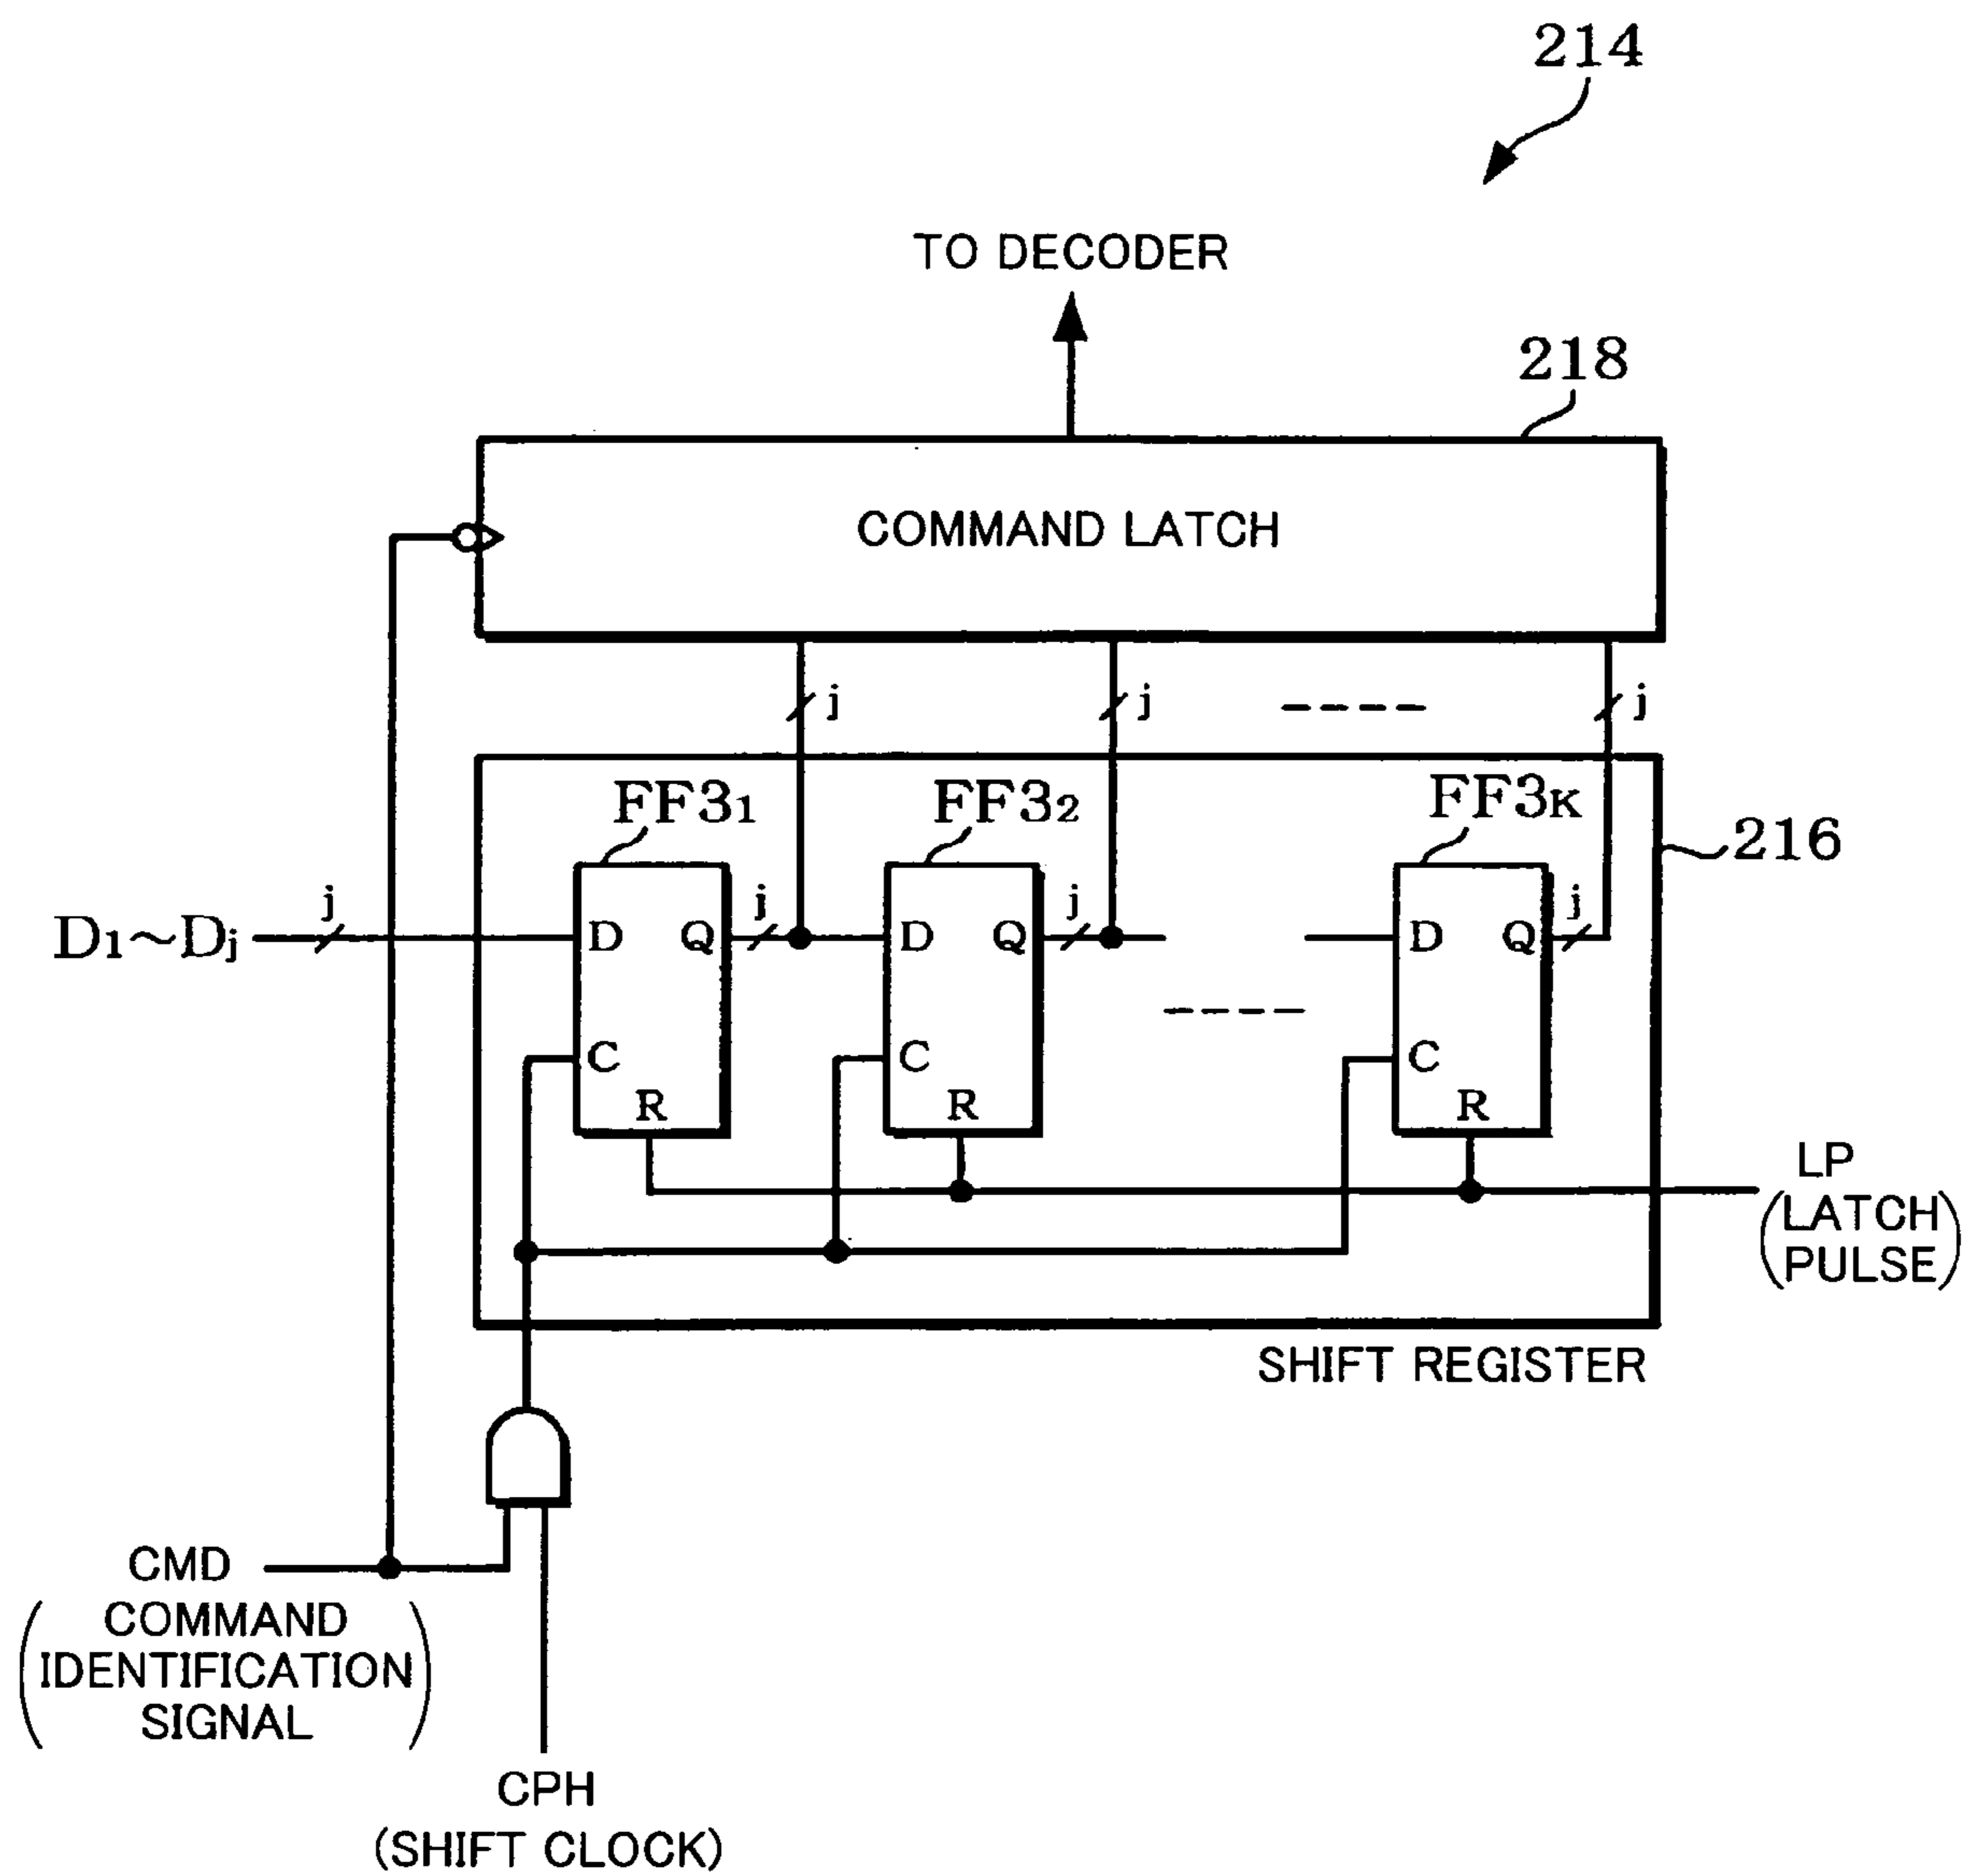 214
TO DECODER
218
COMMAND LATCH
j j ---- j
FF3₁ FF3₂ FF3ₖ
216
D₁~Dⱼ
j
D Q j D Q j D Q j
----
C C C
R R R
LP
(LATCH
PULSE)
SHIFT REGISTER
CMD
(COMMAND
IDENTIFICATION
SIGNAL)
CPH
(SHIFT CLOCK)